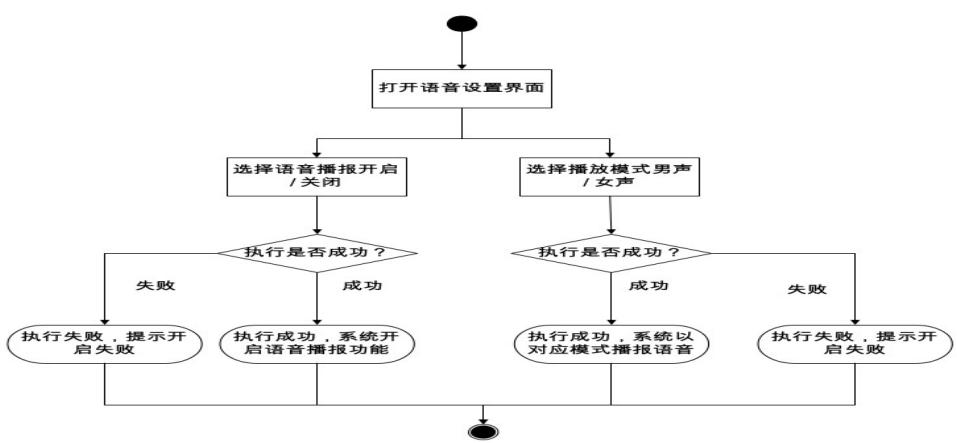 打开语音设置界面
选择语音播报开启
/关闭
选择播放模式男声
/女声
执行是否成功？
执行是否成功？
失败
成功
成功
失败
执行失败，提示开
启失败
执行成功，系统开
启语音播报功能
执行成功，系统以
对应模式播报语音
执行失败，提示开
启失败